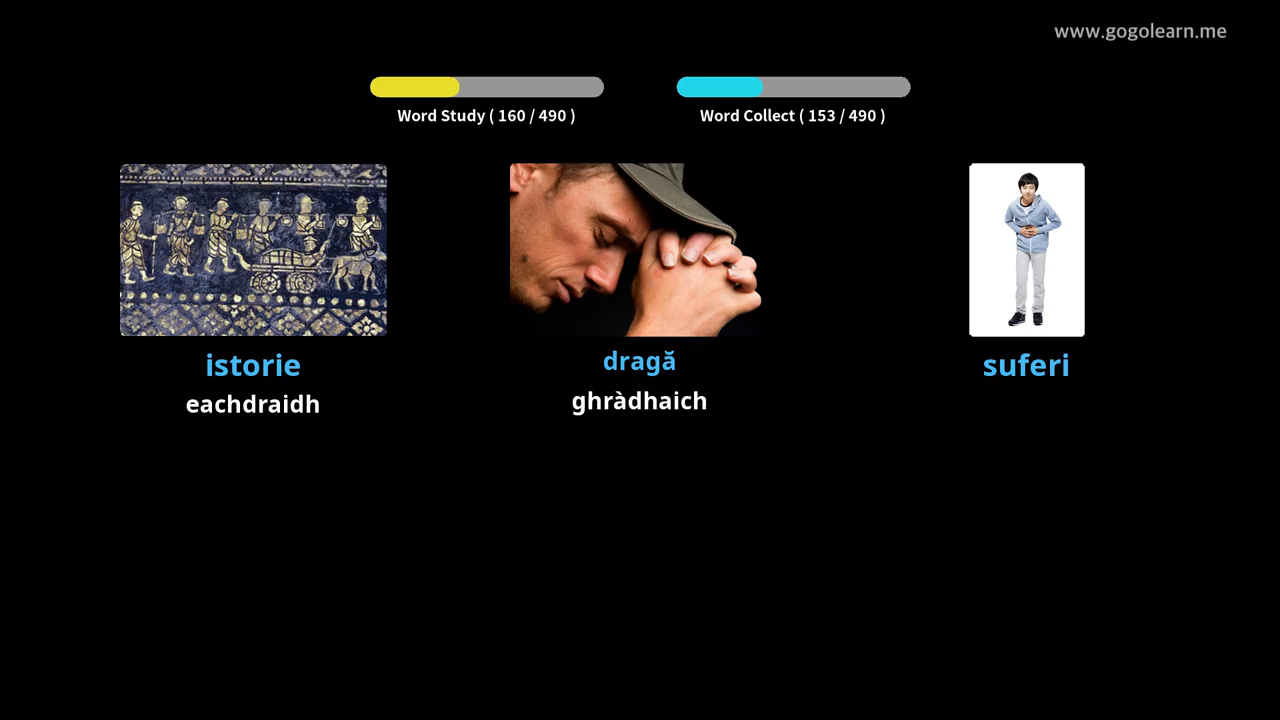 www.gogolearn.me
Word Study ( 160 / 490 )
Word Collect ( 153 / 490 )
istorie
eachdraidh
dragă
ghràdhaich
suferi